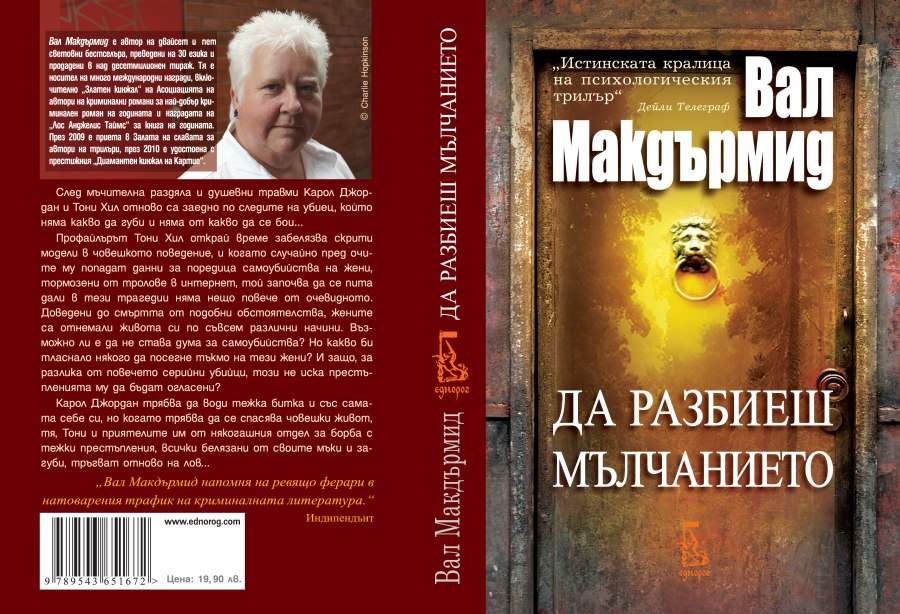 Вал Макдърмид е автор на двайсет и пет
световни бестселъра, преведени на 30 езика и
продадени в над десетмилионен тираж. Тя е
носител на много международни награди, вклю-
чително „Златен кинжал“ на Асоциацията на
автори на криминални романи за най-добър кри-
минален роман на годината и наградата на
„Лос Анджелис Таймс“ за книга на годината.
През 2009 е приета в Залата на славата за
автори на трилъри, през 2010 е удостоена с
престижния „Диамантен кинжал на Картие“.
© Charlie Hopkinson
След мъчителна раздяла и душевни травми Карол Джор-
дан и Тони Хил отново са заедно по следите на убиец, който
няма какво да губи и няма от какво да се бои...
Профайлърът Тони Хил открай време забелязва скрити
модели в човешкото поведение, и когато случайно пред очи-
те му попадат данни за поредица самоубийства на жени,
тормозени от тролове в интернет, той започва да се пита
дали в тези трагедии няма нещо повече от очевидното.
Доведени до смъртта от подобни обстоятелства, жените
са отнемали живота си по съвсем различни начини. Въз-
можно ли е да не става дума за самоубийства? Но какво би
тласнало някого да посегне тъкмо на тези жени? И защо, за
разлика от повечето серийни убийци, този не иска престъ-
пленията му да бъдат огласени?
Карол Джордан трябва да води тежка битка и със сама-
та себе си, но когато трябва да се спасява човешки живот,
тя, Тони и приятелите им от някогашния отдел за борба с
тежки престъпления, всички белязани от своите мъки и за-
губи, тръгват отново на лов...
„Вал Макдърмид напомня на ревящо ферари в
натоварения трафик на криминалната литература.“
Индипендънт
www.ednorog.com
9 789543 651672 >
Цена: 19,90 лв.
Вал Макдърмид
еднорог
ДА РАЗБИЕШ МЪЛЧАНИЕТО
„Истинската кралица
на психологическия
трилър“
Дейли Телеграф
Вал
Макдърмид
ДА РАЗБИЕШ
МЪЛЧАНИЕТО
еднорог